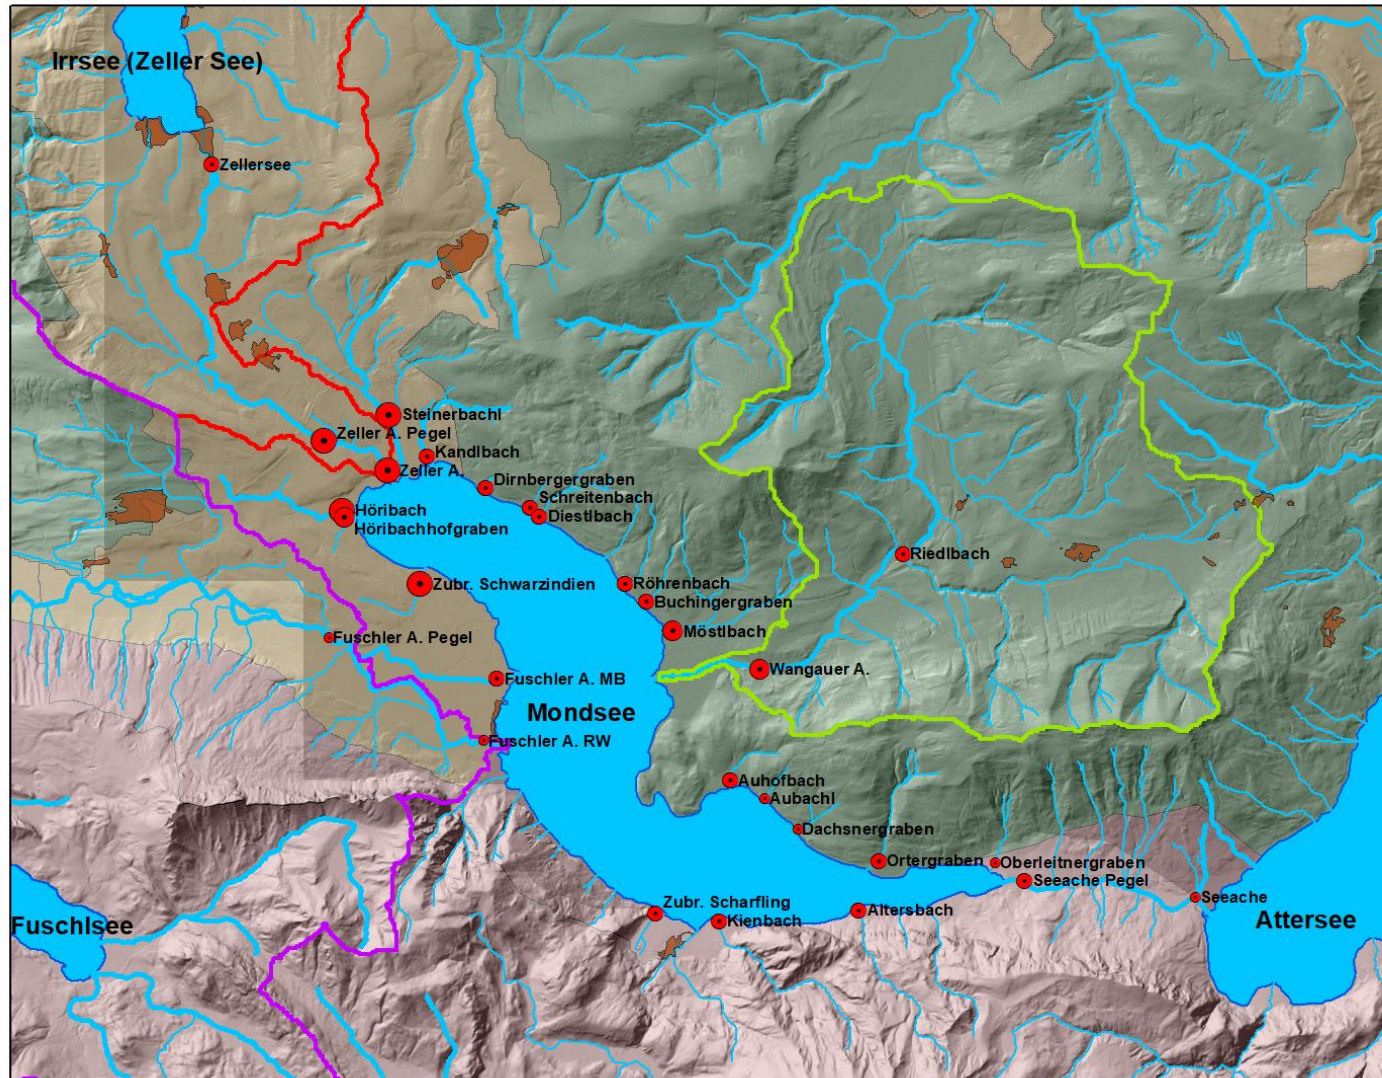 Irrsee (Zeller See)
Zellersee
Steinerbachl
Zeller A. Pegel
Kandlbach
Zeller A.
Dirnbergergraben
Schreitenbach
Höribach
Diestlbach
Höribachhofgraben
Riedlbach
Zubr. Schwarzindien
Röhrenbach
Buchingergraben
Fuschler A. Pegel
Möstlbach
Wangauer A.
Fuschler A. MB
Mondsee
Fuschler A. RW
Auhofbach
Aubachl
Dachsnergraben
Ortergraben
Oberleitnergraben
Seeache Pegel
Seeache
Zubr. Scharfling
Altersbach
Kienbach
Fuschlsee
Attersee